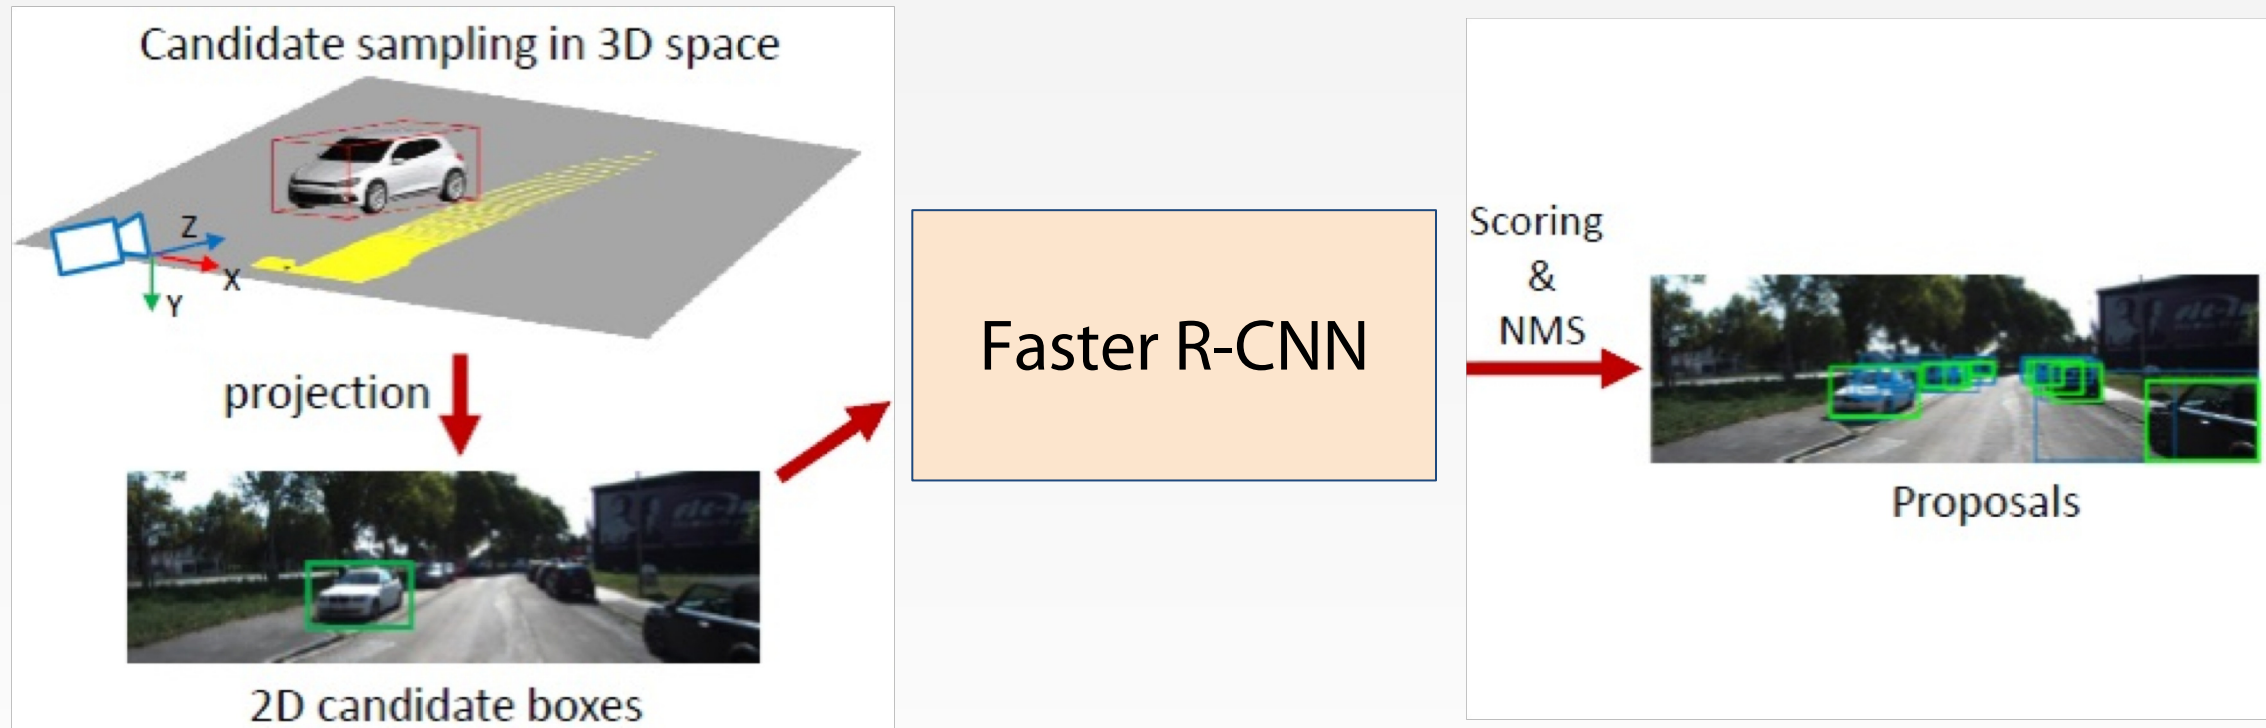 Candidate sampling in 3D space
Z
X
Y
projection
2D candidate boxes
Faster R-CNN
Scoring
&
NMS
Proposals